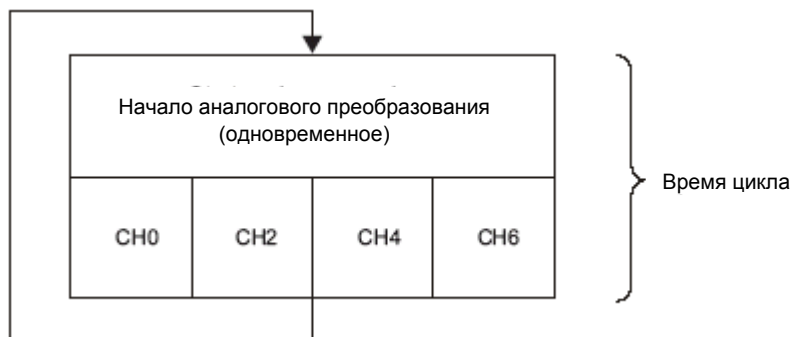 Начало аналогового преобразования
(одновременное)
Время цикла
CH0
CH2
CH4
CH6